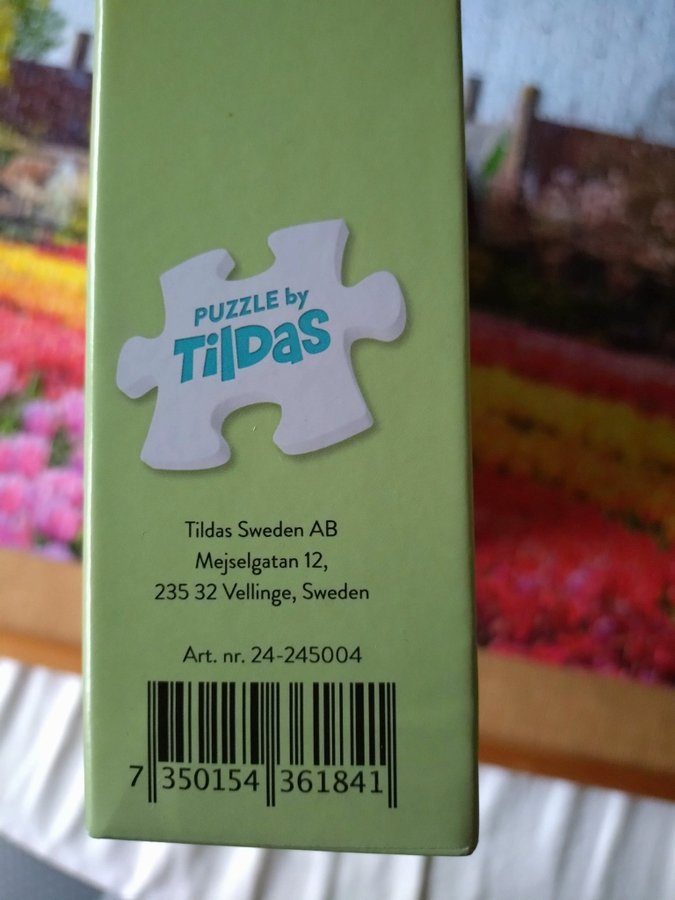 PUZZLE by
TiLDaS
Tildas Sweden AB
Mejselgatan 12,
235 32 Vellinge, Sweden
Art. nr. 24-245004
7 350154 361841